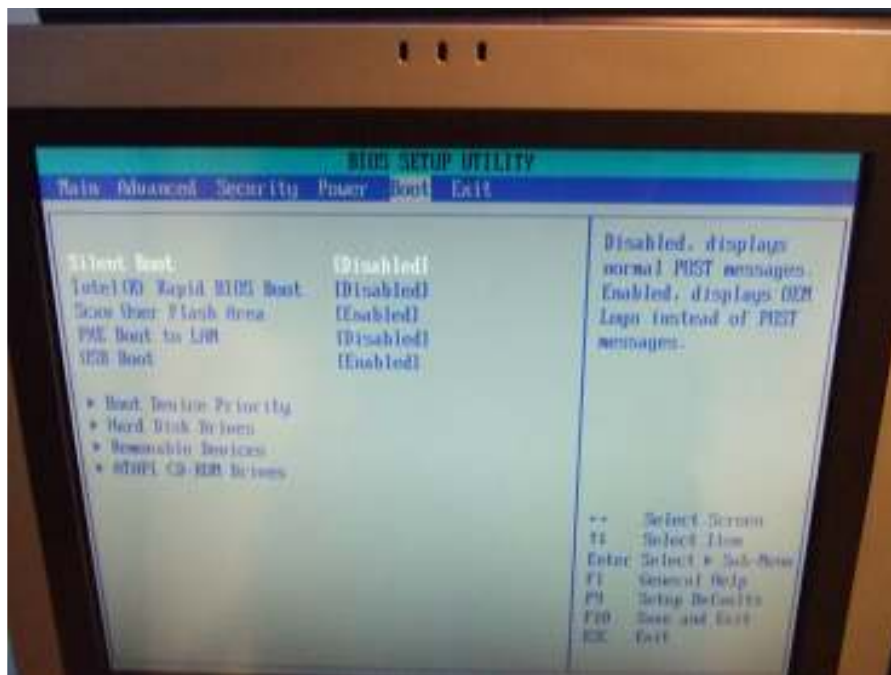 BIOS SETUP UTILITY
Main Advanced Security Power Boot Exit
Silent Boot [Disabled]
Intel(R) Rapid BIOS Boot [Disabled]
Scan User Flash Area [Enabled]
PXE Boot to LAN [Disabled]
USB Boot [Enabled]
Boot Device Priority
Hard Disk Drives
Removable Devices
ATAPI CD-ROM Drives
Disabled, displays
normal POST messages.
Enabled, displays OEM
Logo instead of POST
messages.
Select Screen
Select Item
Enter Select ▶ Sub-Menu
F1 General Help
F9 Setup Defaults
F10 Save and Exit
ESC Exit